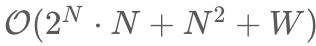 𝒪(2^N · N + N^2 + W)